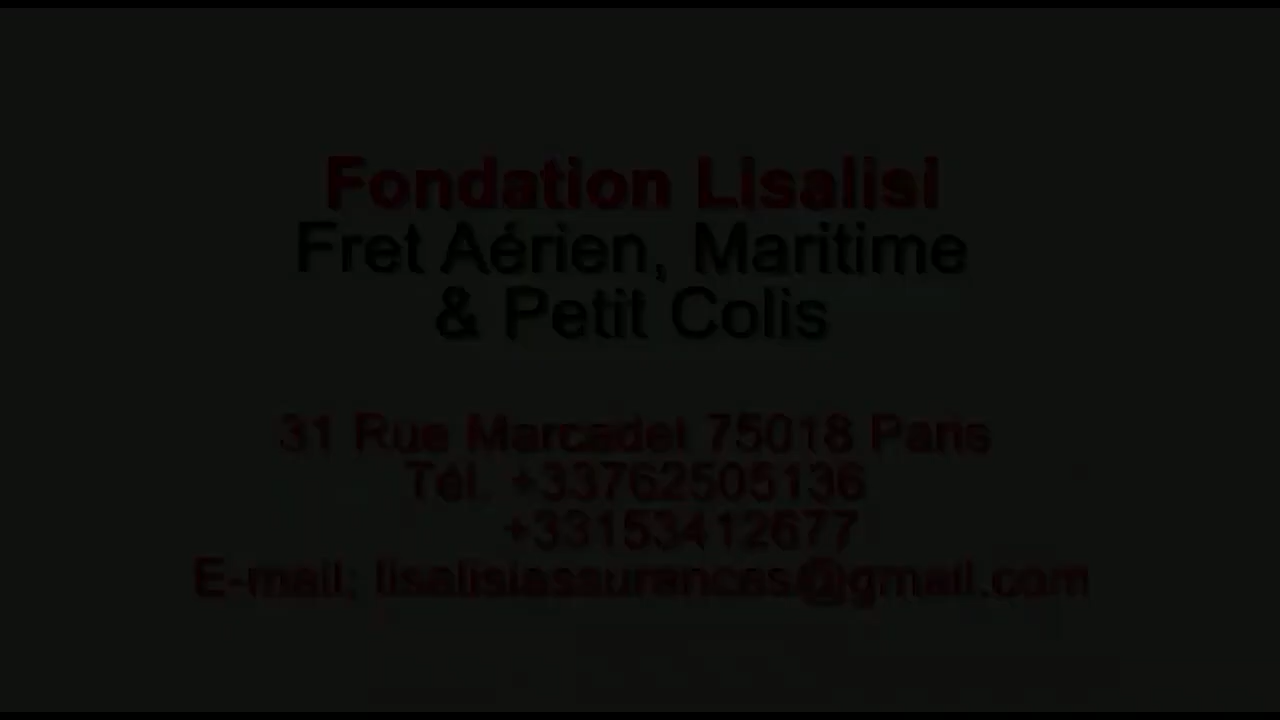 Fondation Lisalisi
Fret Aérien, Maritime
& Petit Colis
31 Rue Marcadet 75018 Paris
Tél. +33762505136
+33153412677
E-mail: lisalisiassurances@gmail.com